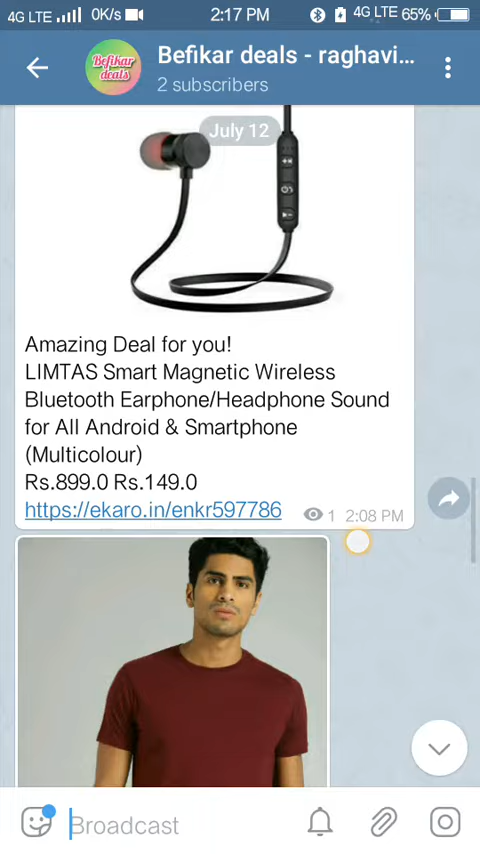 4G LTE 0K/s 2:17 PM 4G LTE 65%
Befikar deals
Befikar deals - raghavi...
2 subscribers
July 12
Amazing Deal for you!
LIMTAS Smart Magnetic Wireless
Bluetooth Earphone/Headphone Sound
for All Android & Smartphone
(Multicolour)
Rs.899.0 Rs.149.0
https://ekaro.in/enkr597786 1 2:08 PM
Broadcast